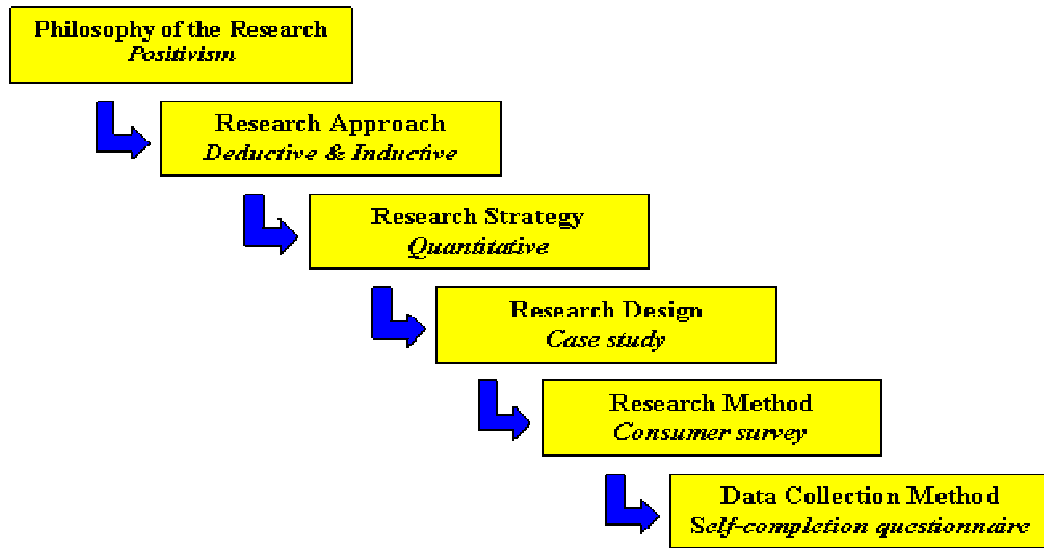 Philosophy of the Research
Positivism
Research Approach
Deductive & Inductive
Research Strategy
Quantitative
Research Design
Case study
Research Method
Consumer survey
Data Collection Method
Self-completion questionnaire